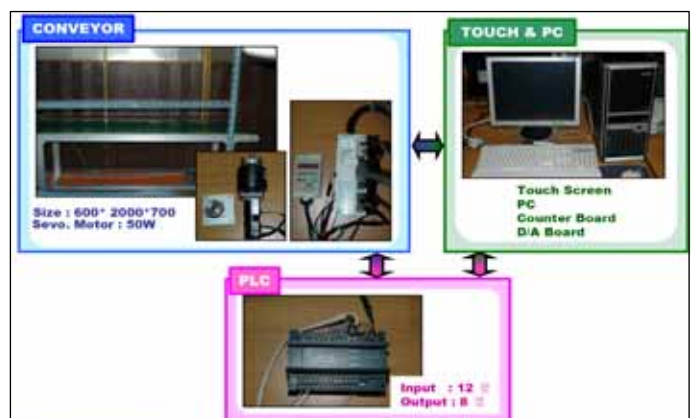 CONVEYOR
Size : 600* 2000*700
Sevo. Motor : 50W
TOUCH & PC
Touch Screen
PC
Counter Board
D/A Board
PLC
Input : 12
Output : 8